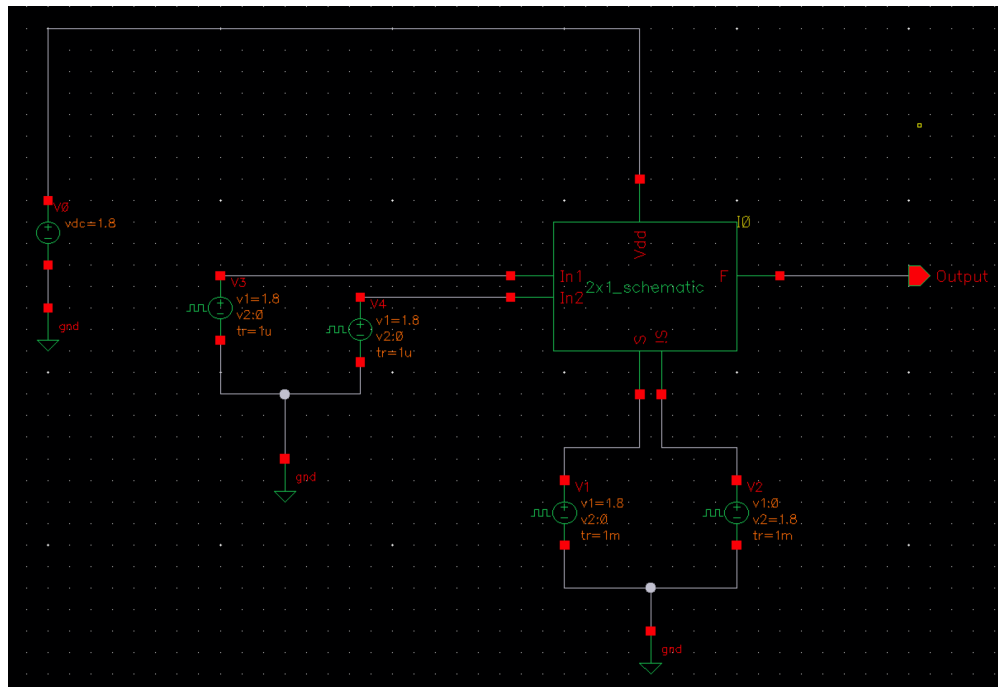 V0
vdc=1.8
gnd
V3
v1=1.8
v2:0
tr=1u
V4
v1=1.8
v2:0
tr=1u
gnd
I0
Vdd
In1
In2
2x1_schematic
F
S
Si
Output
V1
v1=1.8
v2:0
tr=1m
V2
v1:0
v2=1.8
tr=1m
gnd